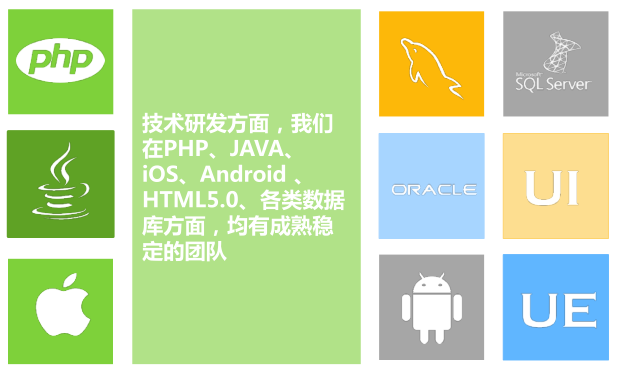 php
技术研发方面，我们
在PHP、JAVA、
iOS、Android 、
HTML5.0、各类数据
库方面，均有成熟稳
定的团队
Microsoft
SQL Server
ORACLE
UI
UE